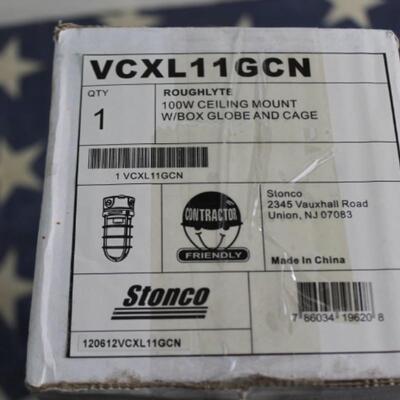 VCXL11GCN
QTY
1
ROUGHLYTE
100W CEILING MOUNT
W/BOX GLOBE AND CAGE
1 VCXL11GCN
CONTRACTOR
FRIENDLY
Stonco
2345 Vauxhall Road
Union, NJ 07083
Made In China
Stonco
7 86034 19620 8
120612VCXL11GCN